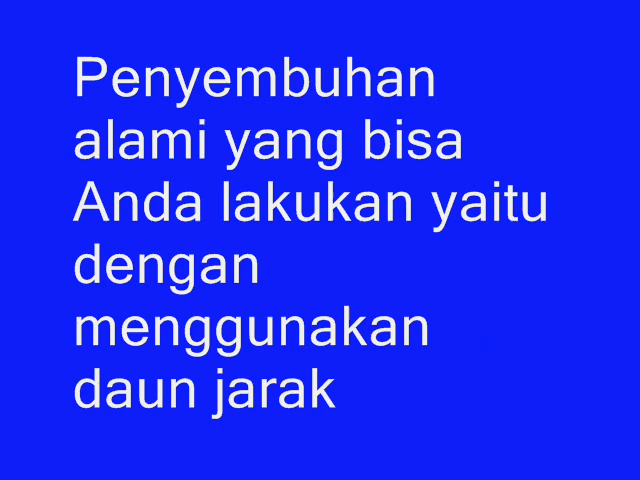 Penyembuhan
alami yang bisa
Anda lakukan yaitu
dengan
menggunakan
daun jarak